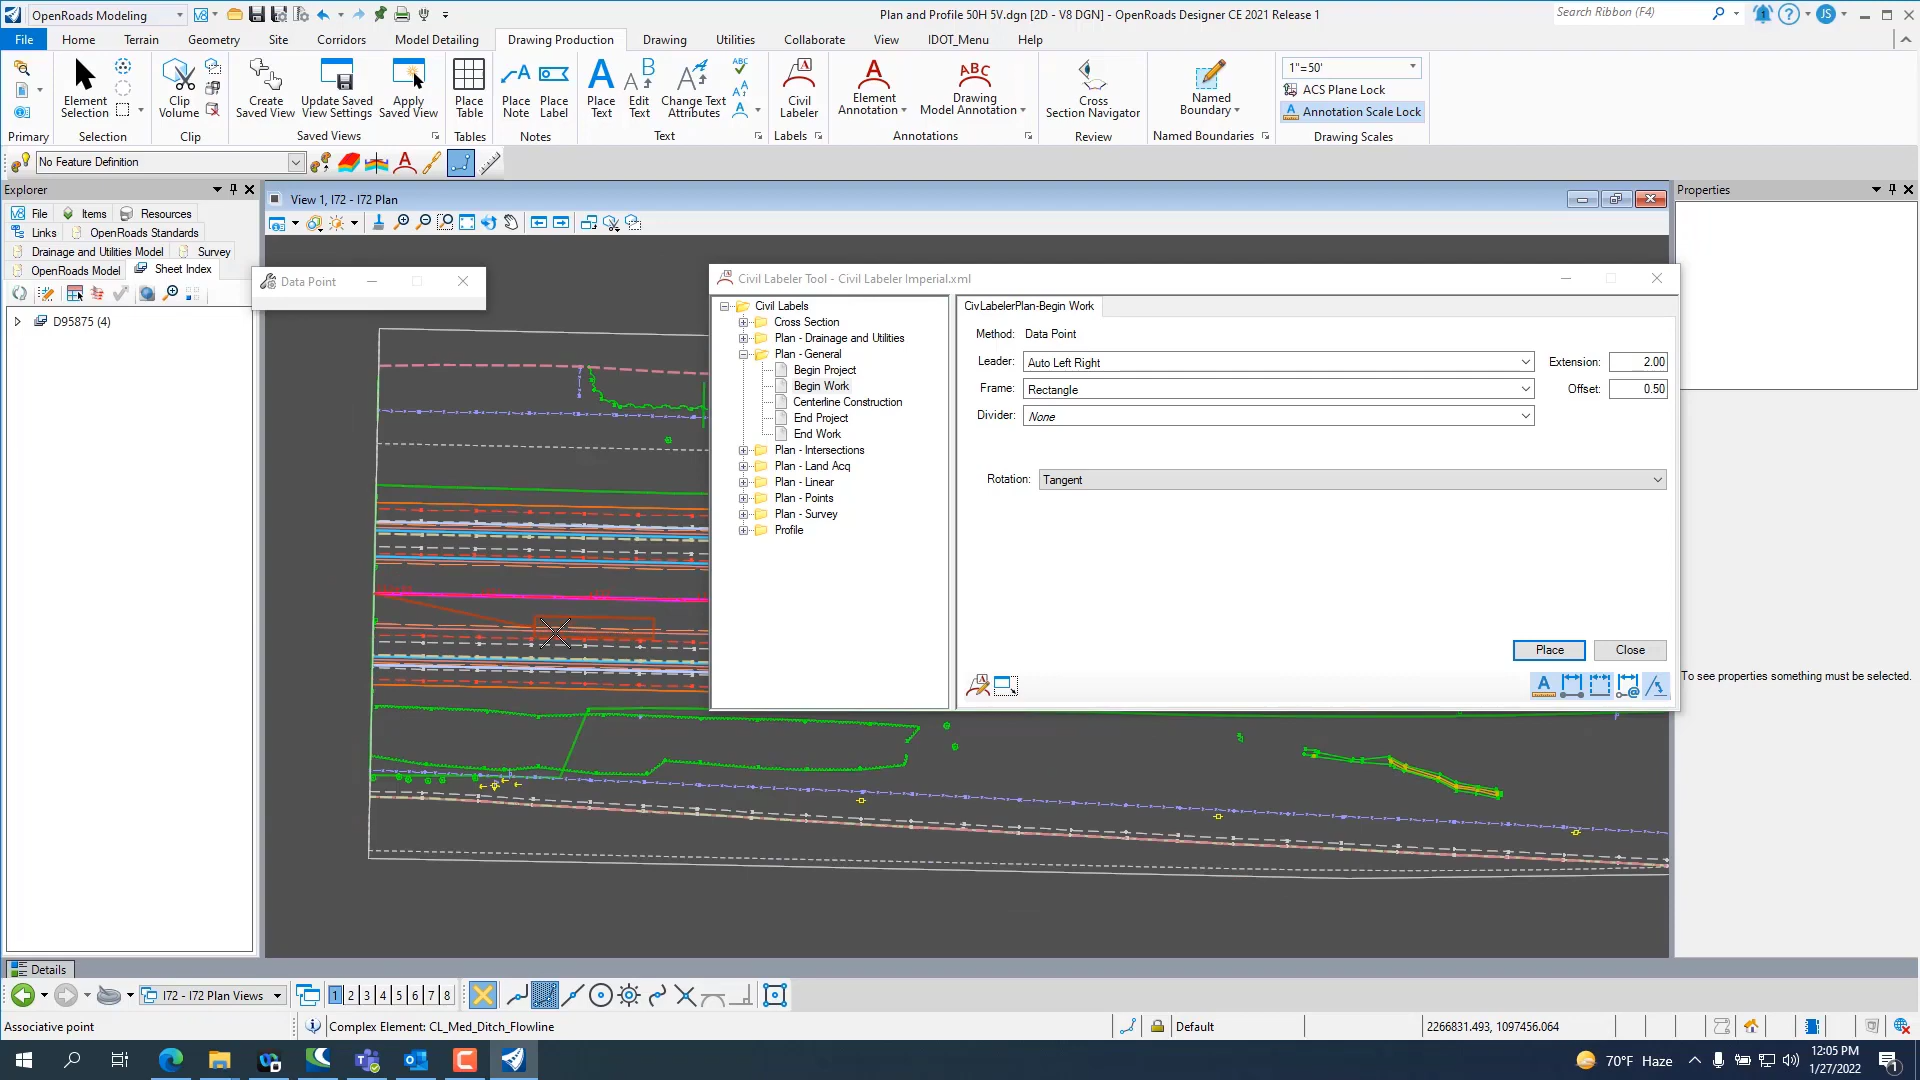 OpenRoads Modeling
Plan and Profile 50H 5V.dgn [2D - V8 DGN] - OpenRoads Designer CE 2021 Release 1
Search Ribbon (F4)
JS
File
Home
Terrain
Geometry
Site
Corridors
Model Detailing
Drawing Production
Drawing
Utilities
Collaborate
View
IDOT_Menu
Help
Element Selection
Clip Volume
Create Saved View
Update Saved View Settings
Apply Saved View
Place Table
Place Note
Place Label
Place Text
Edit Text
Change Text Attributes
Civil Labeler
Element Annotation
Drawing Model Annotation
Cross Section Navigator
Named Boundary
1"=50'
ACS Plane Lock
Annotation Scale Lock
Primary
Selection
Clip
Saved Views
Tables
Notes
Text
Labels
Annotations
Review
Named Boundaries
Drawing Scales
No Feature Definition
Explorer
View 1, I72 - I72 Plan
Properties
File
Items
Resources
Links
OpenRoads Standards
Drainage and Utilities Model
Survey
OpenRoads Model
Sheet Index
D95875 (4)
Data Point
Civil Labeler Tool - Civil Labeler Imperial.xml
Civil Labels
Cross Section
Plan - Drainage and Utilities
Plan - General
Begin Project
Begin Work
Centerline Construction
End Project
End Work
Plan - Intersections
Plan - Land Acq
Plan - Linear
Plan - Points
Plan - Survey
Profile
CivLabelerPlan-Begin Work
Method: Data Point
Leader: Auto Left Right
Extension: 2.00
Frame: Rectangle
Offset: 0.50
Divider: None
Rotation: Tangent
Place
Close
To see properties something must be selected.
Details
I72 - I72 Plan Views
1 2 3 4 5 6 7 8
Associative point
Complex Element: CL_Med_Ditch_Flowline
Default
2266831.493, 1097456.064
70°F Haze
12:05 PM
1/27/2022
1